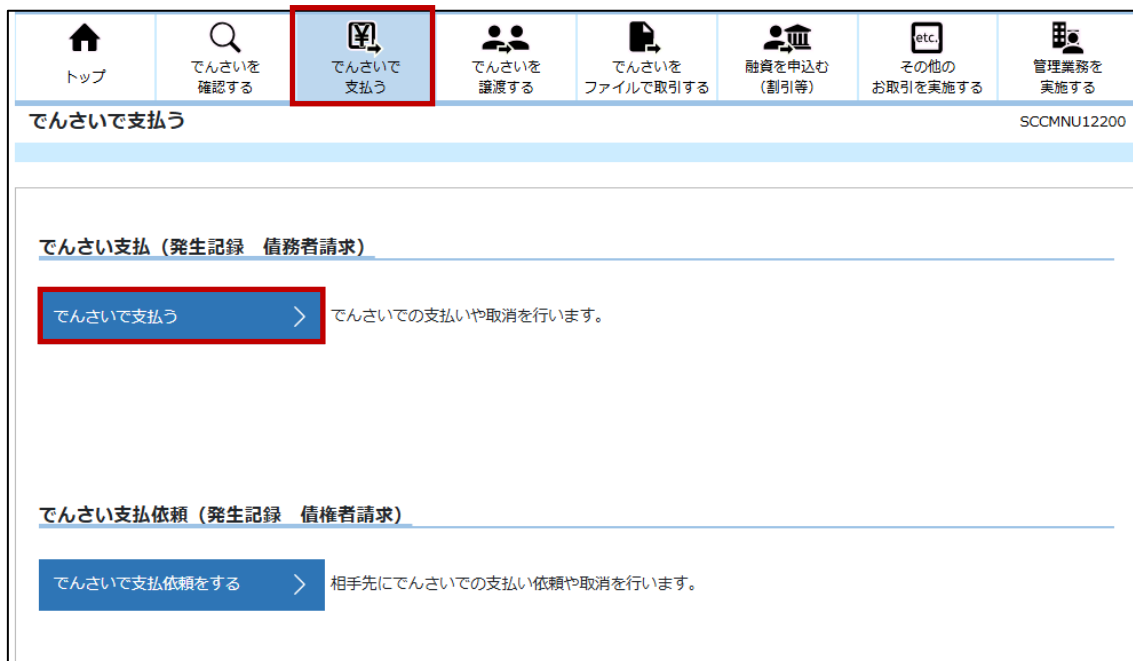 トップ
でんさいを
確認する
でんさいで
支払う
でんさいを
譲渡する
でんさいを
ファイルで取引する
融資を申込む
(割引等)
etc.
その他の
お取引を実施する
管理業務を
実施する
でんさいで支払う
SCCMNU12200
でんさい支払(発生記録 債務者請求)
でんさいで支払う
でんさいでの支払いや取消を行います。
でんさい支払依頼(発生記録 債権者請求)
でんさいで支払依頼をする
相手先にでんさいでの支払い依頼や取消を行います。